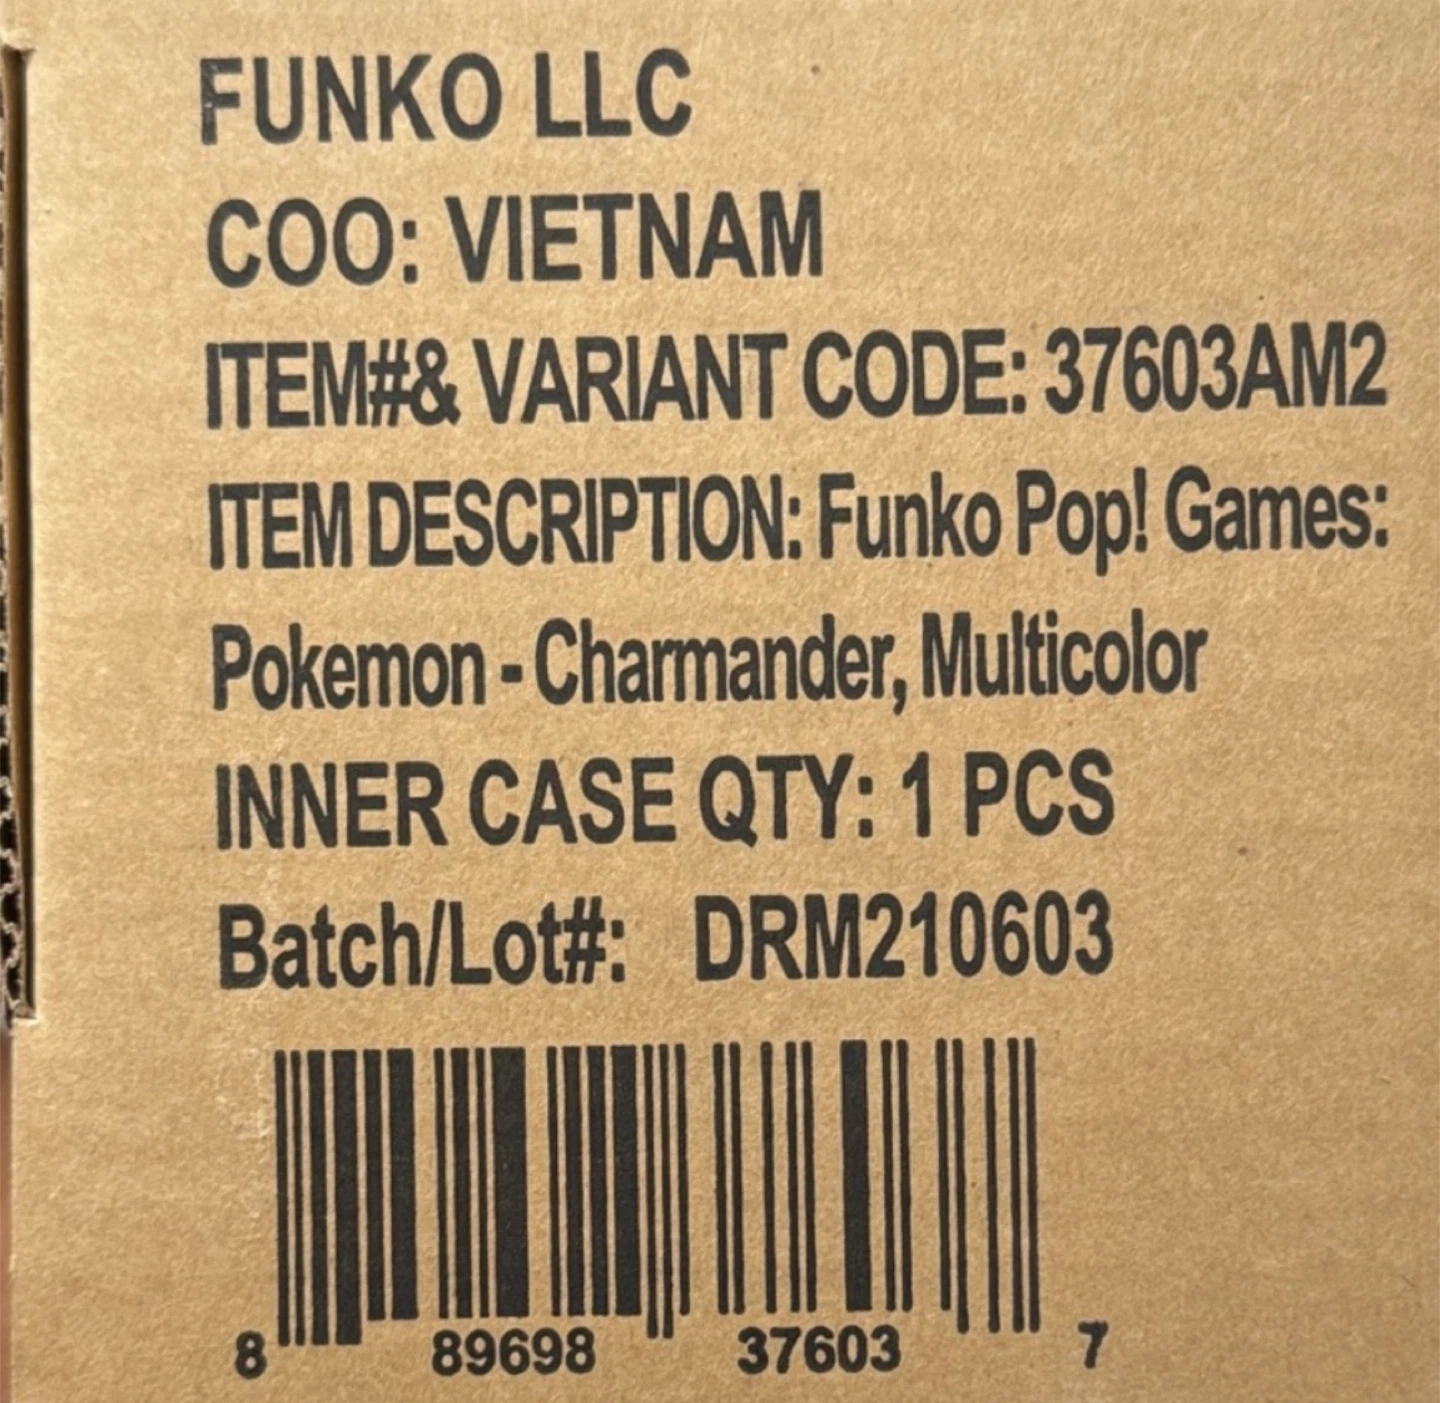 FUNKO LLC
COO: VIETNAM
ITEM#& VARIANT CODE: 37603AM2
ITEM DESCRIPTION: Funko Pop! Games:
Pokemon - Charmander, Multicolor
INNER CASE QTY: 1 PCS
Batch/Lot#: DRM210603
8 89698 37603 7